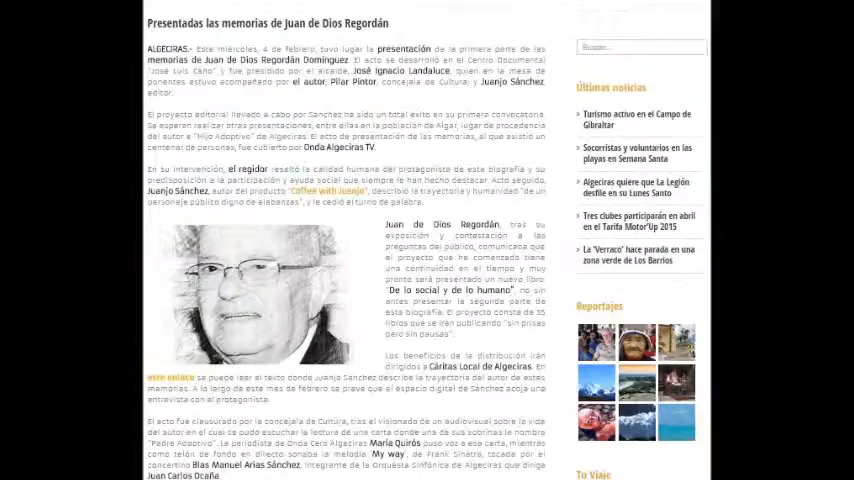 Presentadas las memorias de Juan de Dios Regordán
ALGECIRAS.- Este miércoles, 4 de febrero, tuvo lugar la presentación de la primera parte de las
memorias de Juan de Dios Regordán Domínguez. El acto se desarrolló en el Centro Documental
"José Luis Cano" y fue presidido por el alcalde, José Ignacio Landaluce, quien en la mesa de
ponentes estuvo acompañado por el autor; Pilar Pintor, concejala de Cultura; y Juanjo Sánchez,
editor.
El proyecto editorial llevado a cabo por Sánchez ha sido un total éxito en su primera convocatoria.
Se esperan realizar otras presentaciones, entre ellas en la población de Algar, lugar de procedencia
del autor e "Hijo Adoptivo" de Algeciras. El acto de presentación de las memorias, al que asistió un
centenar de personas, fue cubierto por Onda Algeciras TV.
En su intervención, el regidor resaltó la calidad humana del protagonista de este biografía y su
predisposición a la participación y ayuda social que siempre le han hecho destacar. Acto seguido,
Juanjo Sánchez, autor del producto "Coffee with Juanjo", describió la trayectoria y humanidad "de un
personaje público digno de alabanzas", y le cedió el turno de palabra.
Juan de Dios Regordán, tras su
exposición y contestación a las
preguntas del público, comunicaba que
el proyecto que ha comenzado tiene
una continuidad en el tiempo y muy
pronto será presentado un nuevo libro:
"De lo social y de lo humano", no sin
antes presentar la segunda parte de
esta biografía. El proyecto consta de 35
libros que se irán publicando "sin prisas
pero sin pausas".
Los beneficios de la distribución irán
dirigidos a Cáritas Local de Algeciras. En
este enlace se puede leer el texto donde Juanjo Sánchez describe la trayectoria del autor de estas
memorias. A lo largo de este mes de febrero se prevé que el espacio digital de Sánchez acoja una
entrevista con el protagonista.
El acto fue clausurado por la concejala de Cultura, tras el visionado de un audiovisual sobre la vida
del autor en el cual se pudo escuchar la lectura de una carta donde una de sus sobrinas le nombra
"Padre Adoptivo". La periodista de Onda Cero Algeciras María Quirós puso voz a esa carta, mientras
como telón de fondo en directo sonaba la melodía 'My way', de Frank Sinatra, tocada por el
concertino Blas Manuel Arias Sánchez, integrante de la Orquesta Sinfónica de Algeciras que dirige
Juan Carlos Ocaña.
Buscar...
Últimas noticias
Turismo activo en el Campo de
Gibraltar
Socorristas y voluntarios en las
playas en Semana Santa
Algeciras quiere que La Legión
desfile en su Lunes Santo
Tres clubes participarán en abril
en el Tarifa Motor'Up 2015
La 'Verraco' hace parada en una
zona verde de Los Barrios
Reportajes
Tu Viaje